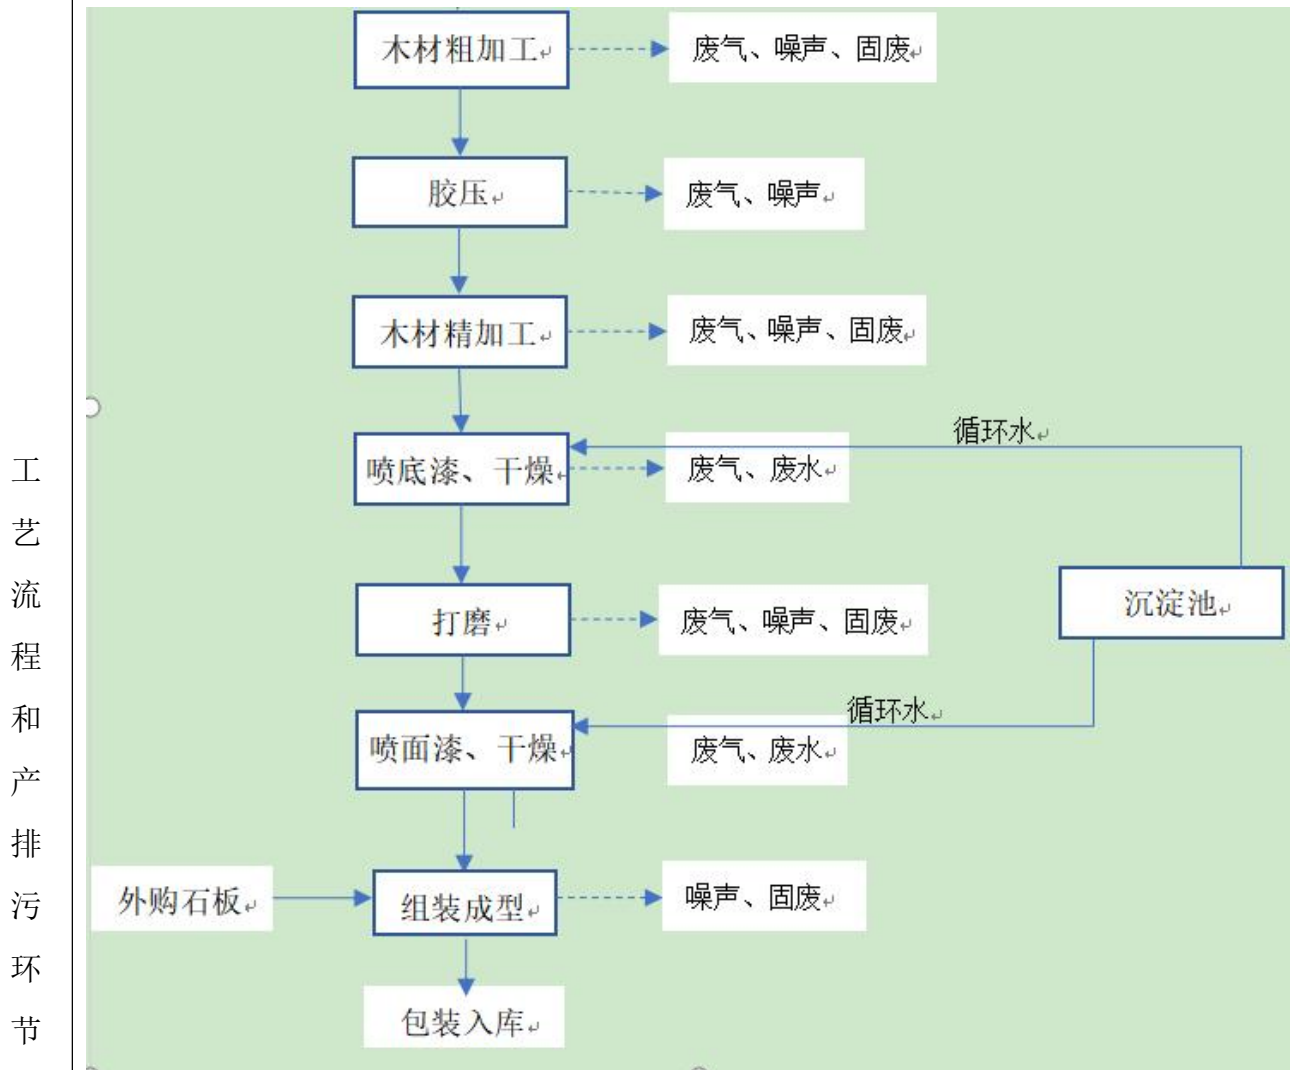 木材粗加工
废气、噪声、固废
胶压
废气、噪声
木材精加工
废气、噪声、固废
循环水
喷底漆、干燥
废气、废水
沉淀池
打磨
废气、噪声、固废
循环水
喷面漆、干燥
废气、废水
外购石板
组装成型
噪声、固废
包装入库
工
艺
流
程
和
产
排
污
环
节